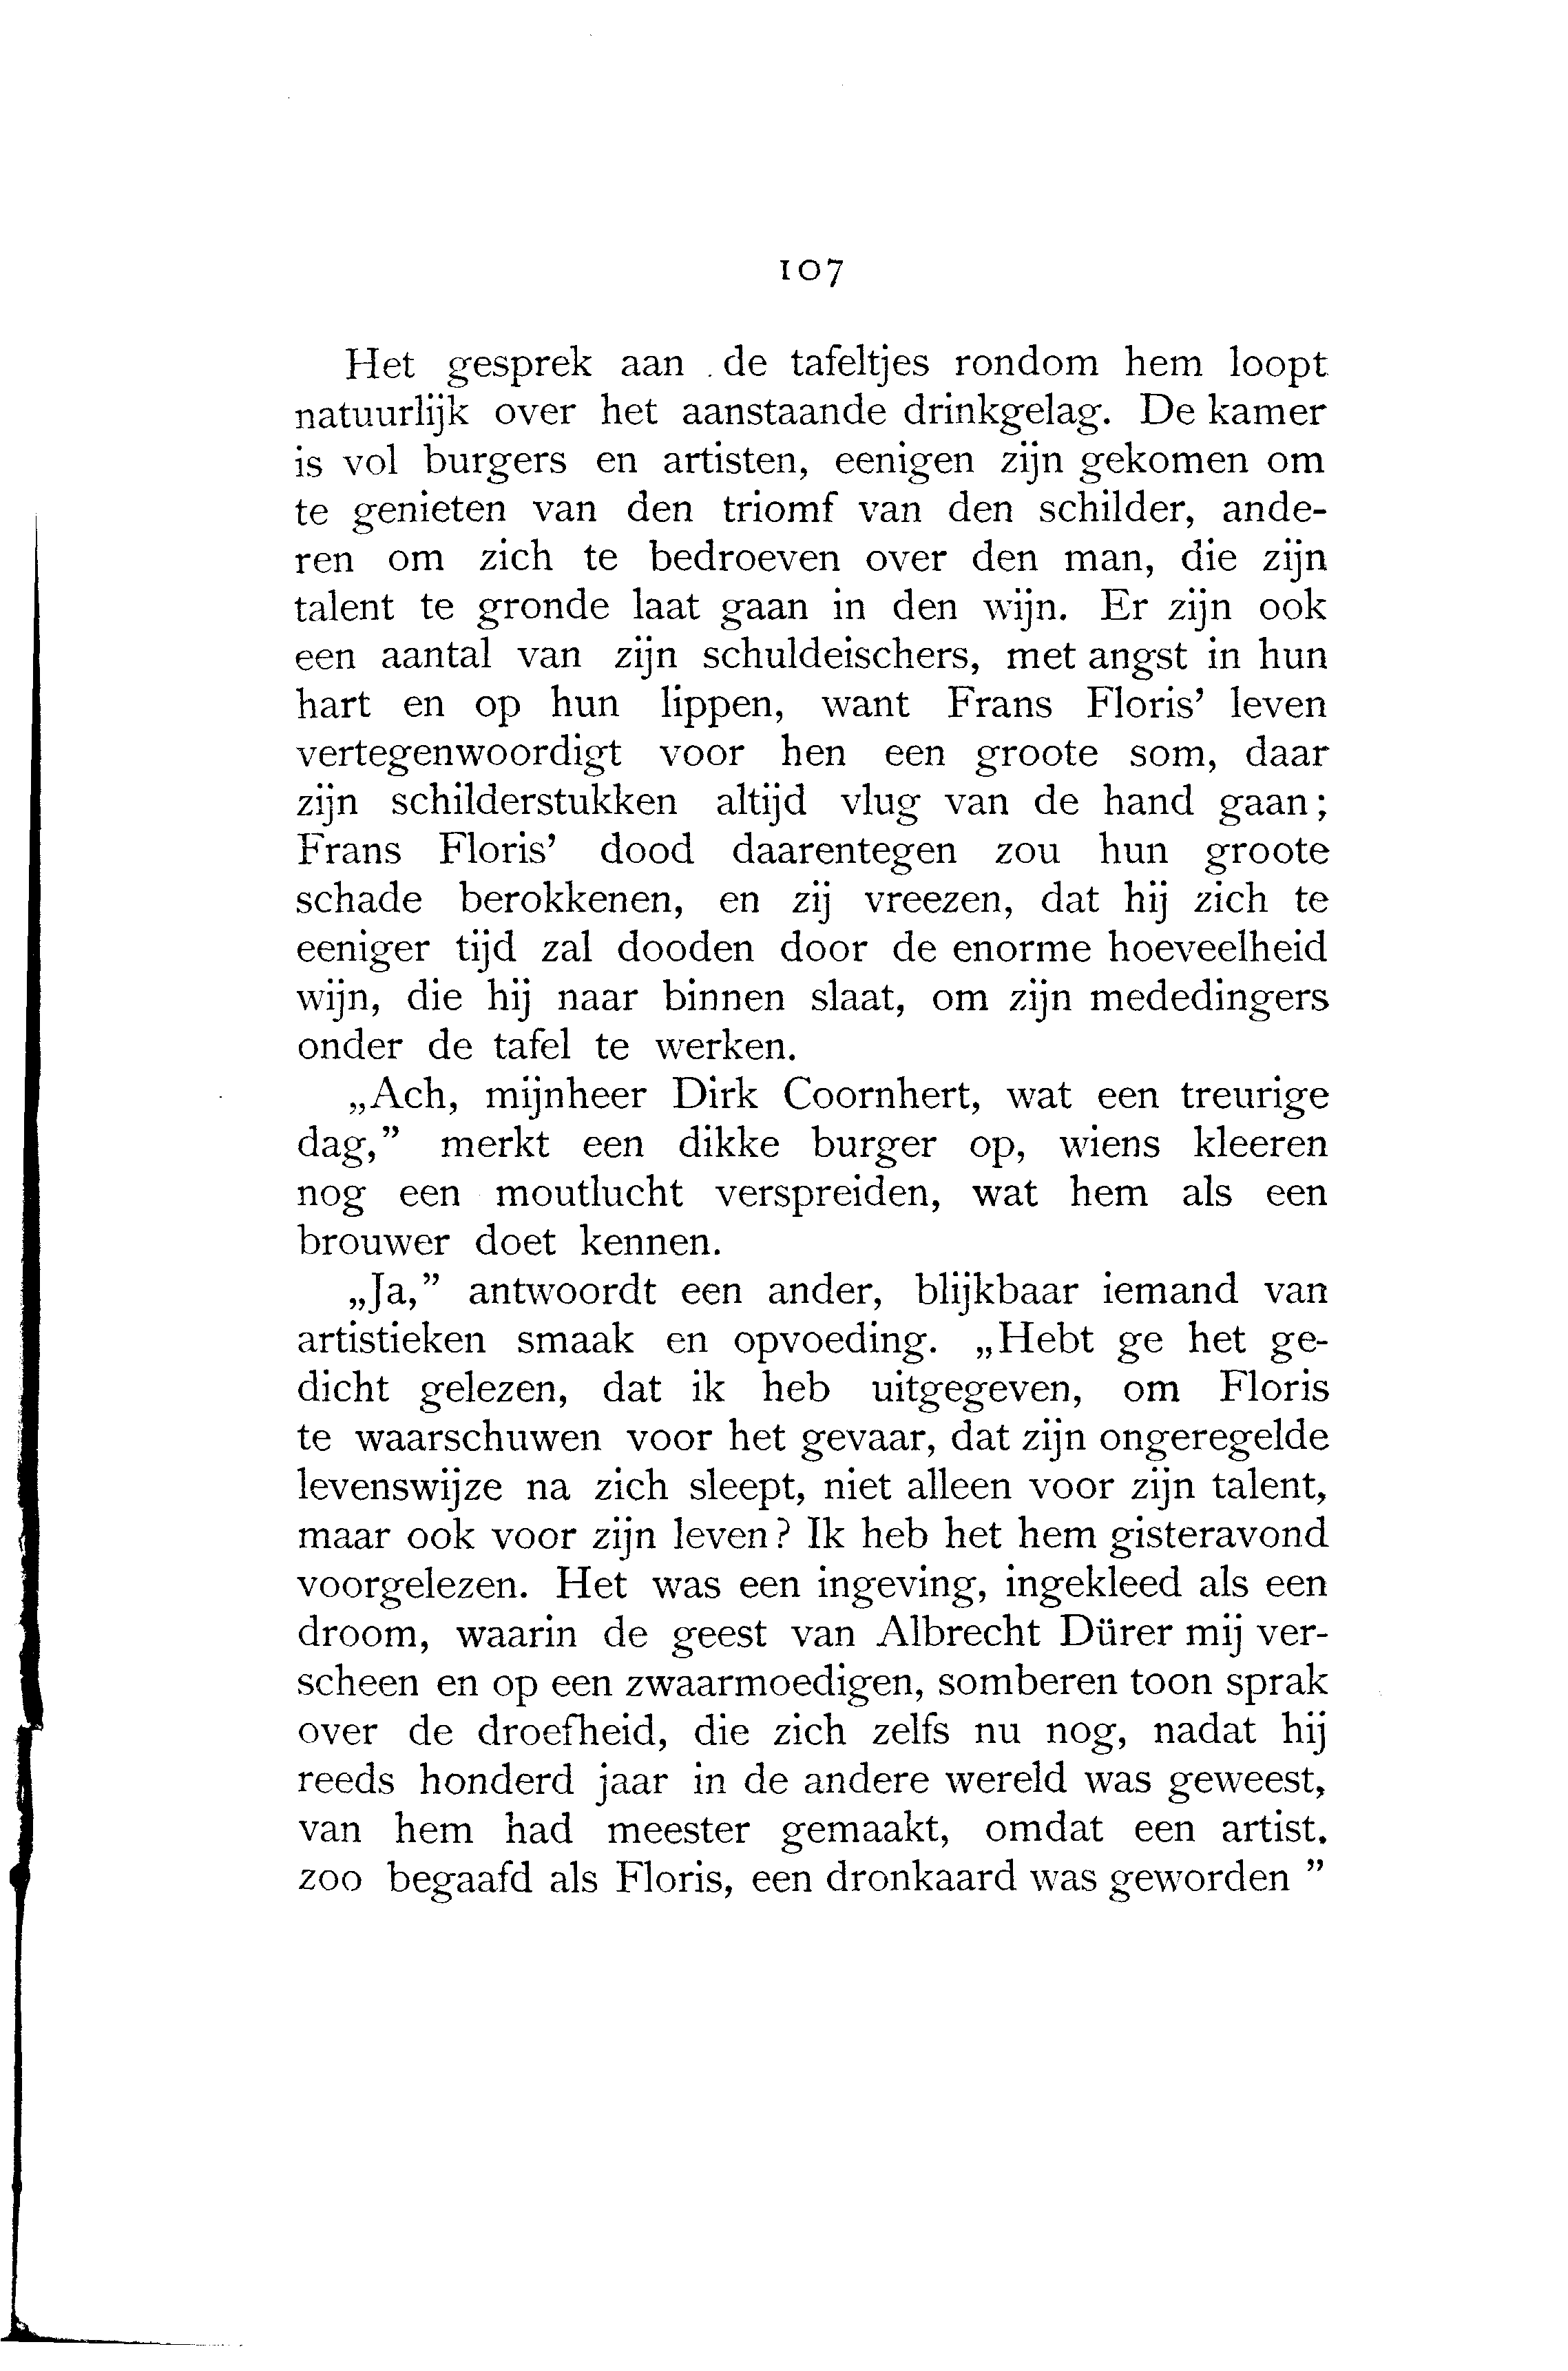 107
Het gesprek aan . de tafeltjes rondom hem loopt
natuurlijk over het aanstaande drinkgelag. De kamer
is vol burgers en artisten, eenigen zijn gekomen om
te genieten van den triomf van den schilder, ande-
ren om zich te bedroeven over den man, die zijn
talent te gronde laat gaan in den wijn. Er zijn ook
een aantal van zijn schuldeischers, met angst in hun
hart en op hun lippen, want Frans Floris’ leven
vertegenwoordigt voor hen een groote som, daar
zijn schilderstukken altijd vlug van de hand gaan;
Frans Floris’ dood daarentegen zou hun groote
schade berokkenen, en zij vreezen, dat hij zich te
eeniger tijd zal dooden door de enorme hoeveelheid
wijn, die hij naar binnen slaat, om zijn mededingers
onder de tafel te werken.
„Ach, mijnheer Dirk Coornhert, wat een treurige
dag,” merkt een dikke burger op, wiens kleeren
nog een moutlucht verspreiden, wat hem als een
brouwer doet kennen.
„Ja,” antwoordt een ander, blijkbaar iemand van
artistieken smaak en opvoeding. „Hebt ge het ge-
dicht gelezen, dat ik heb uitgegeven, om Floris
te waarschuwen voor het gevaar, dat zijn ongeregelde
levenswijze na zich sleept, niet alleen voor zijn talent,
maar ook voor zijn leven? Ik heb het hem gisteravond
voorgelezen. Het was een ingeving, ingekleed als een
droom, waarin de geest van Albrecht Dürer mij ver-
scheen en op een zwaarmoedigen, somberen toon sprak
over de droefheid, die zich zelfs nu nog, nadat hij
reeds honderd jaar in de andere wereld was geweest,
van hem had meester gemaakt, omdat een artist.
zoo begaafd als Floris, een dronkaard was geworden ”